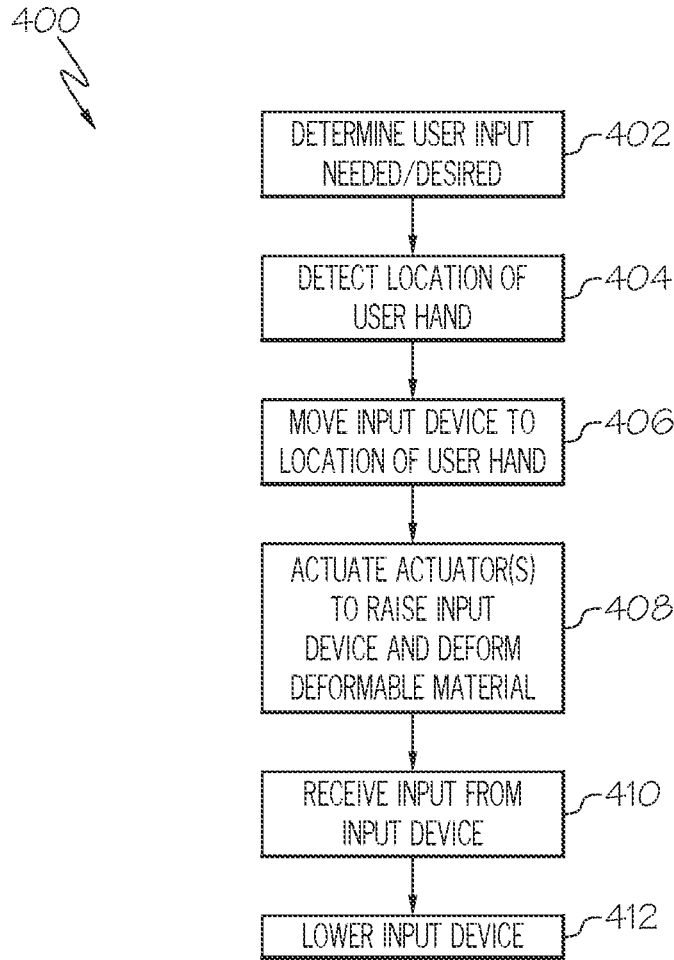 400
DETERMINE USER INPUT
NEEDED/DESIRED
402
DETECT LOCATION OF
USER HAND
404
MOVE INPUT DEVICE TO
LOCATION OF USER HAND
406
ACTUATE ACTUATOR(S)
TO RAISE INPUT
DEVICE AND DEFORM
DEFORMABLE MATERIAL
408
RECEIVE INPUT FROM
INPUT DEVICE
410
LOWER INPUT DEVICE
412